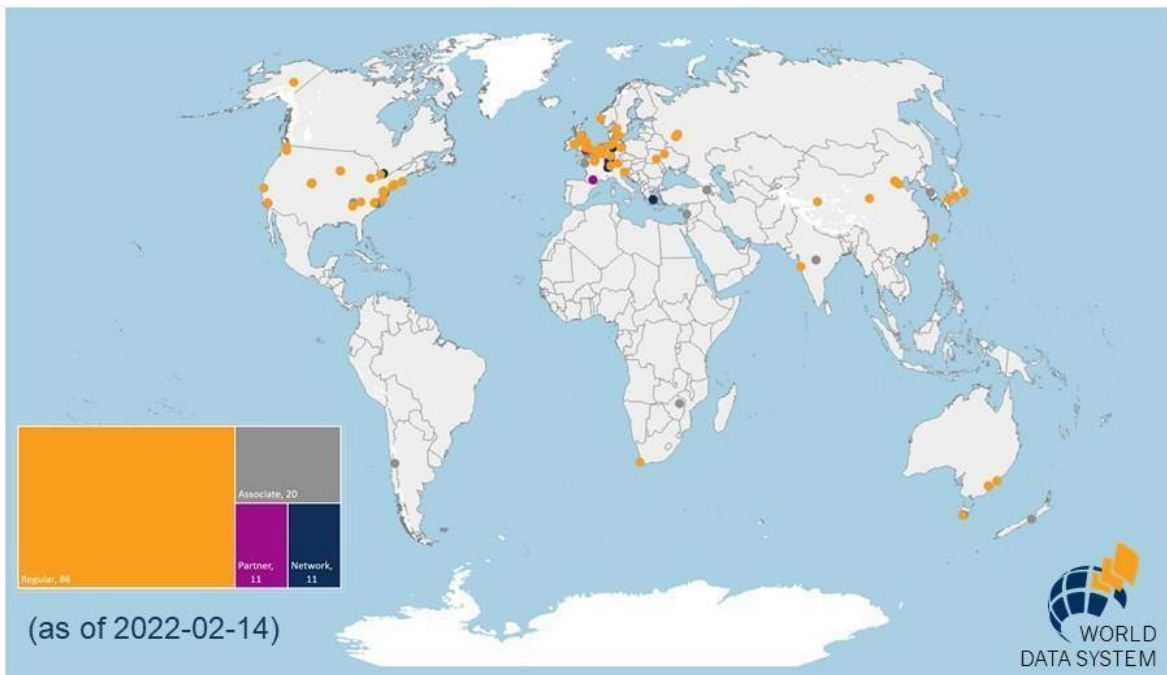 Regular, 86
Associate, 20
Partner,
11
Network,
11
(as of 2022-02-14)
WORLD
DATA SYSTEM